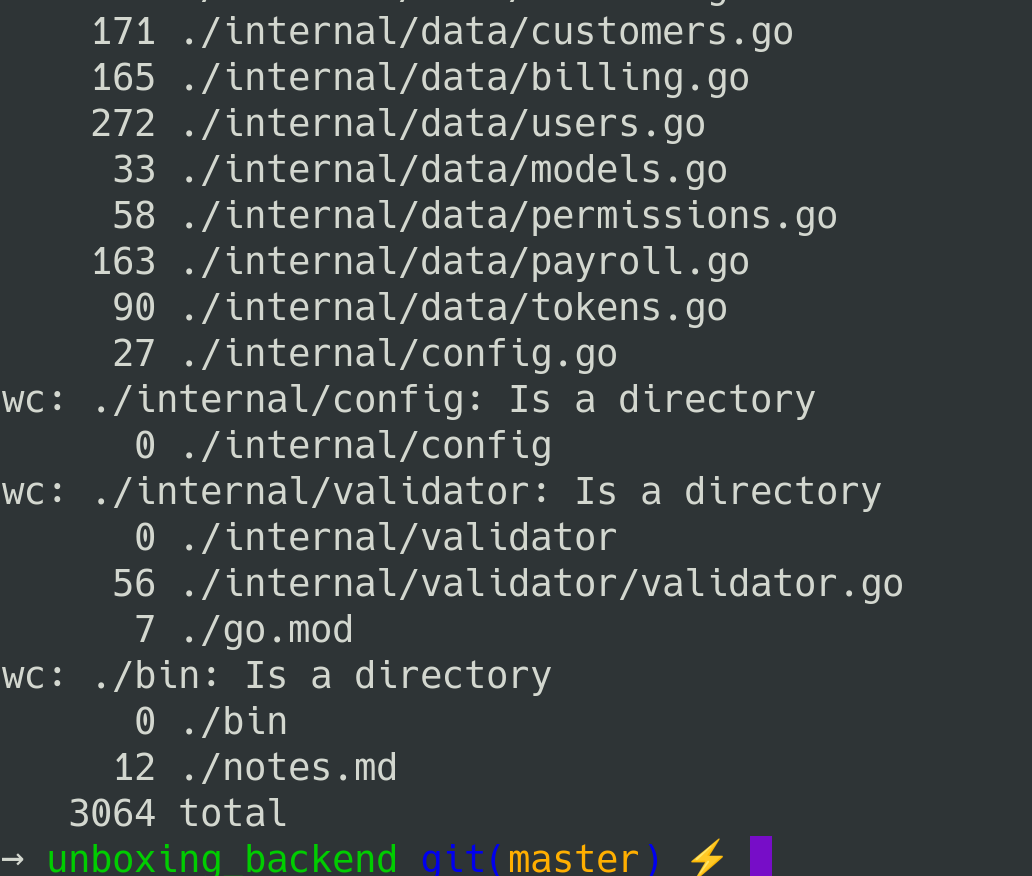 171 ./internal/data/customers.go
165 ./internal/data/billing.go
272 ./internal/data/users.go
33 ./internal/data/models.go
58 ./internal/data/permissions.go
163 ./internal/data/payroll.go
90 ./internal/data/tokens.go
27 ./internal/config.go
wc: ./internal/config: Is a directory
0 ./internal/config
wc: ./internal/validator: Is a directory
0 ./internal/validator
56 ./internal/validator/validator.go
7 ./go.mod
wc: ./bin: Is a directory
0 ./bin
12 ./notes.md
3064 total
→ unboxing backend git(master) ⚡